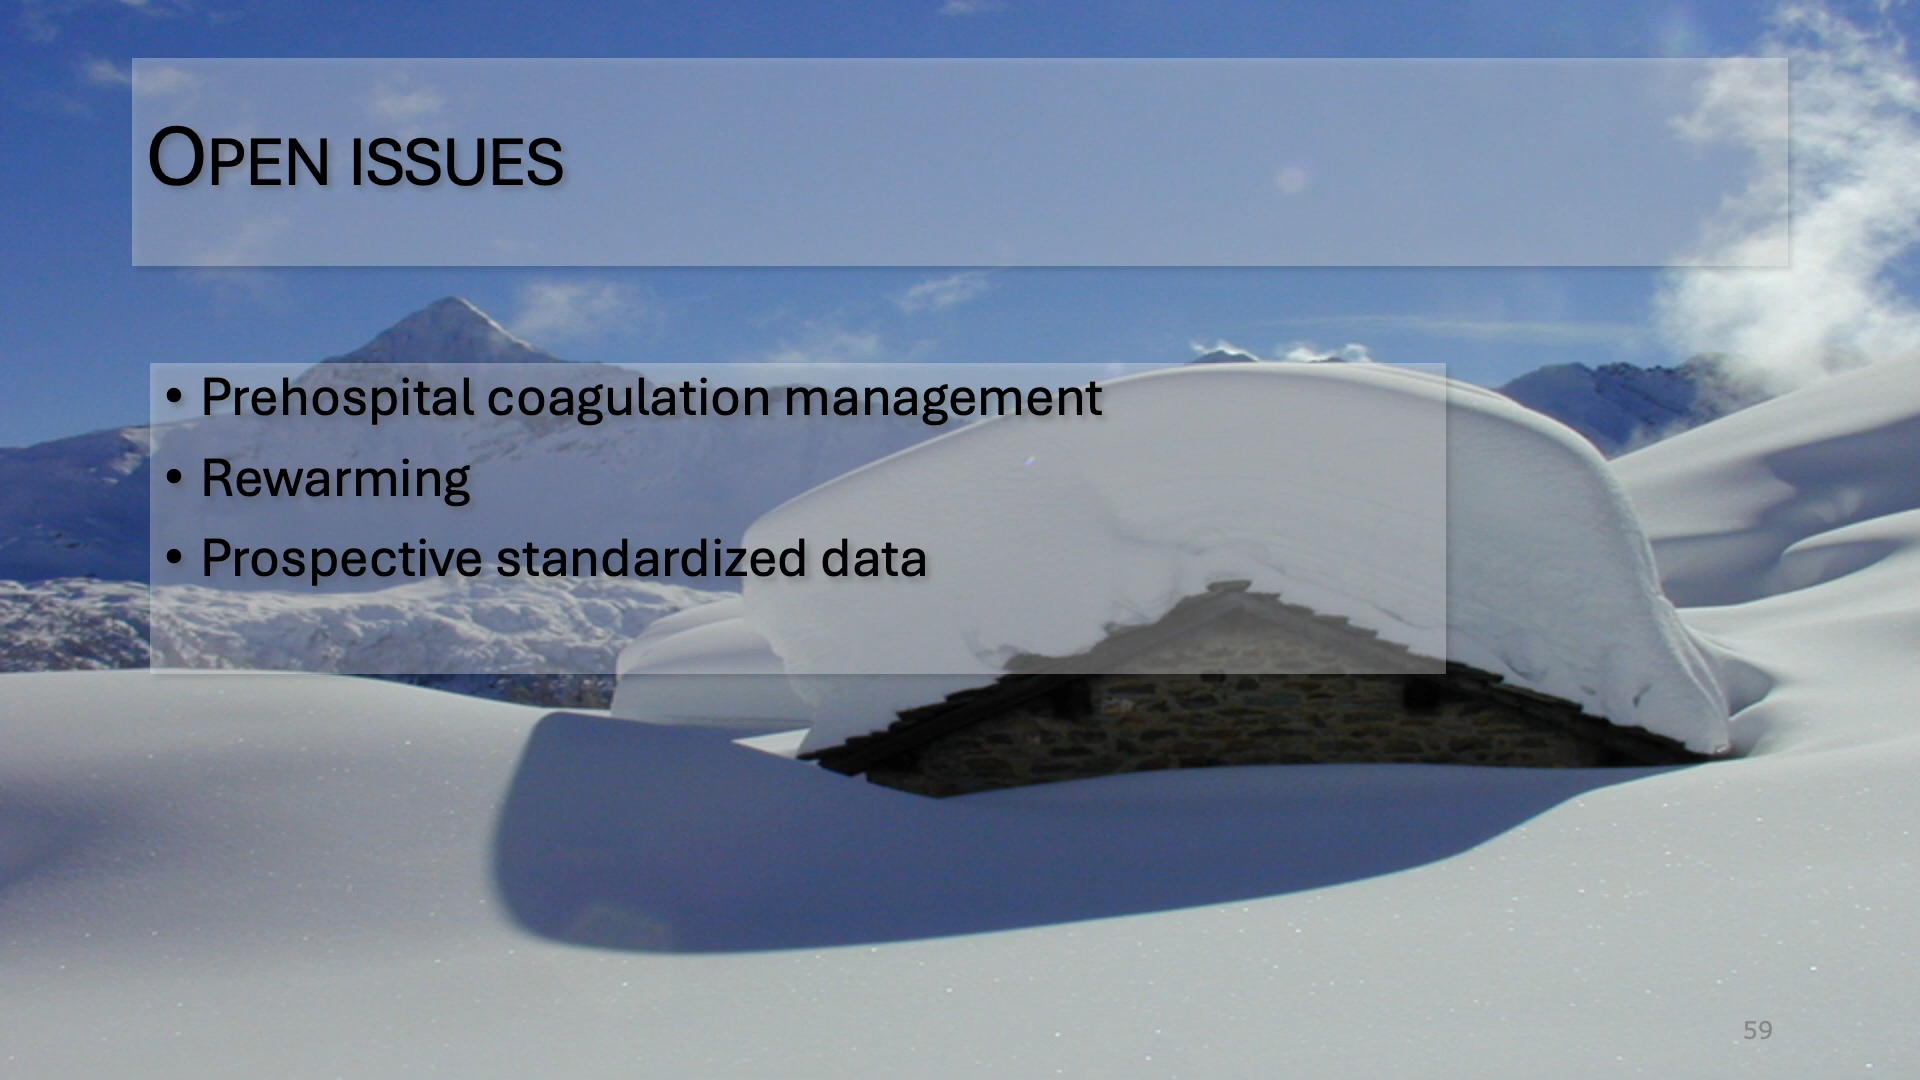 Open issues
• Prehospital coagulation management
• Rewarming
• Prospective standardized data
59